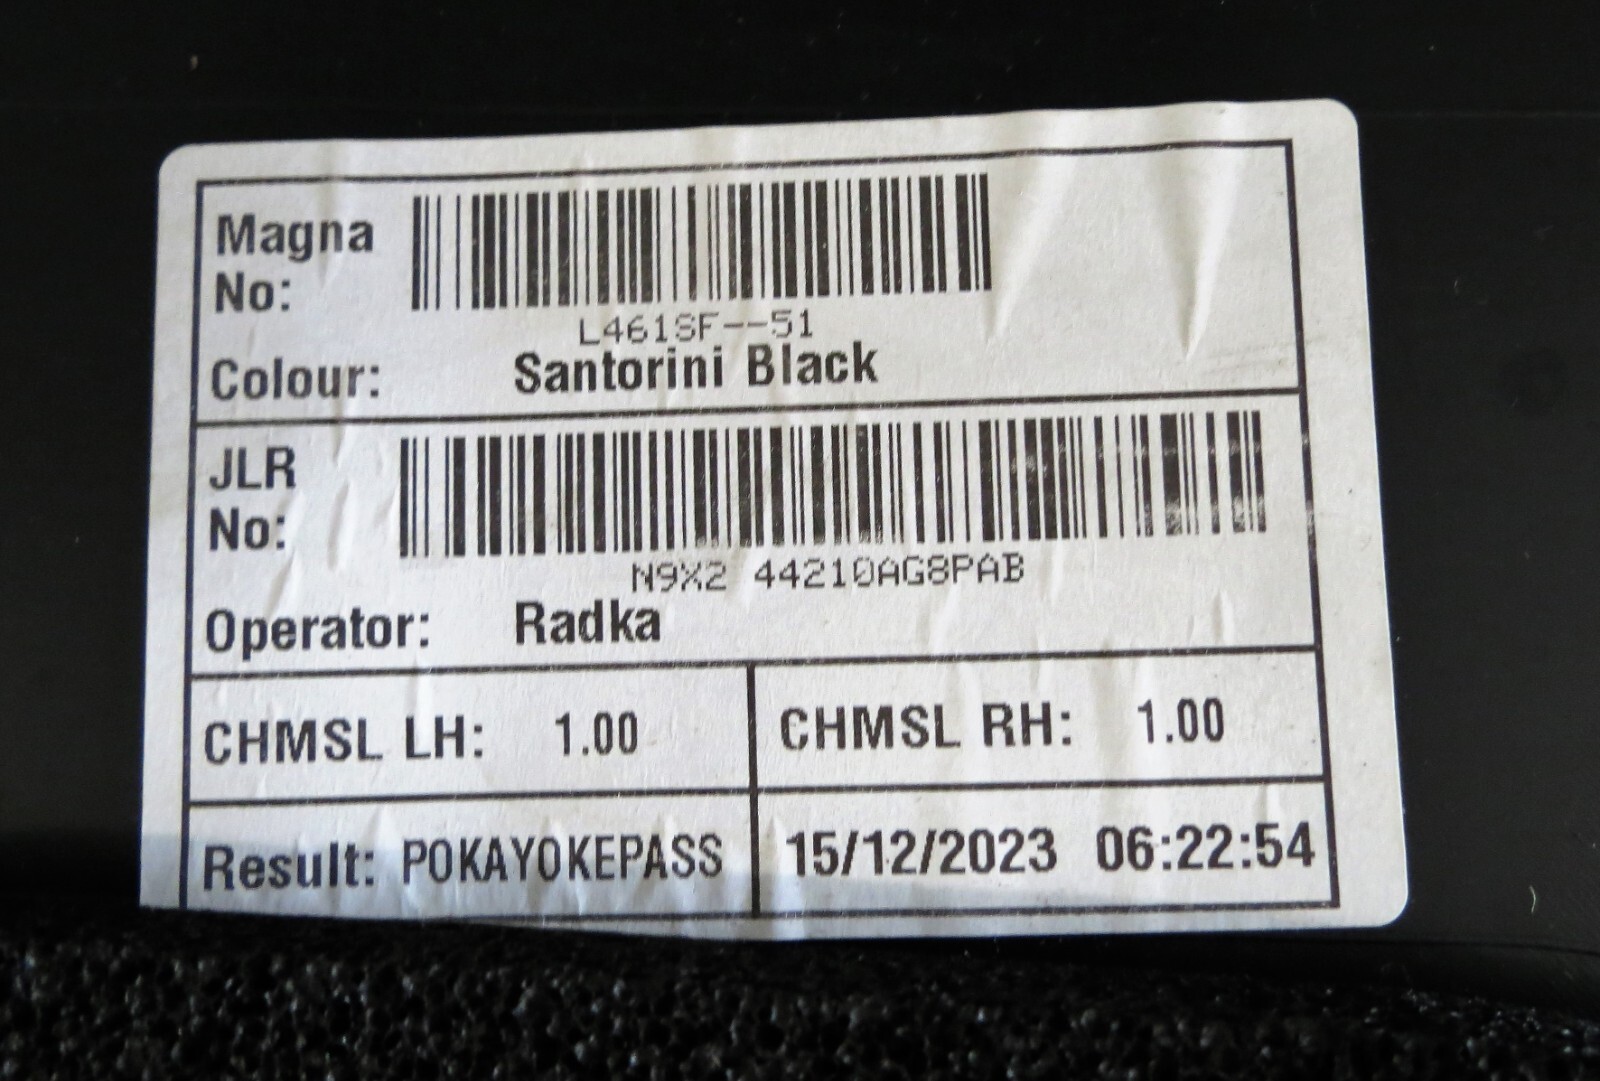 Magna
No:
L461SF--51
Colour: Santorini Black
JLR
No:
N9X2 44210AG8PAB
Operator: Radka
CHMSL LH: 1.00 CHMSL RH: 1.00
Result: POKAYOKEPASS 15/12/2023 06:22:54